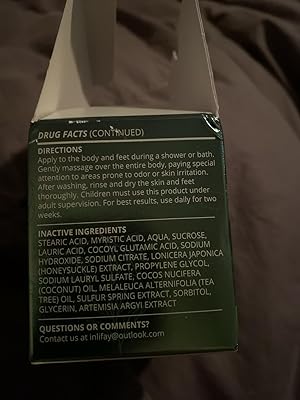 DRUG FACTS (CONTINUED)
DIRECTIONS
Apply to the body and feet during a shower or bath.
Gently massage over the entire body, paying special
attention to areas prone to odor or skin irritation.
After washing, rinse and dry the skin and feet
thoroughly. Children must use this product under
adult supervision. For best results, use daily for two
weeks.
INACTIVE INGREDIENTS
STEARIC ACID, MYRISTIC ACID, AQUA, SUCROSE,
LAURIC ACID, COCOYL GLUTAMIC ACID, SODIUM
HYDROXIDE, SODIUM CITRATE, LONICERA JAPONICA
(HONEYSUCKLE) EXTRACT, PROPYLENE GLYCOL,
SODIUM LAURYL SULFATE, COCOS NUCIFERA
(COCONUT) OIL, MELALEUCA ALTERNIFOLIA (TEA
TREE) OIL, SULFUR SPRING EXTRACT, SORBITOL,
GLYCERIN, ARTEMISIA ARGYI EXTRACT
QUESTIONS OR COMMENTS?
Contact us at inlifay@outlook.com